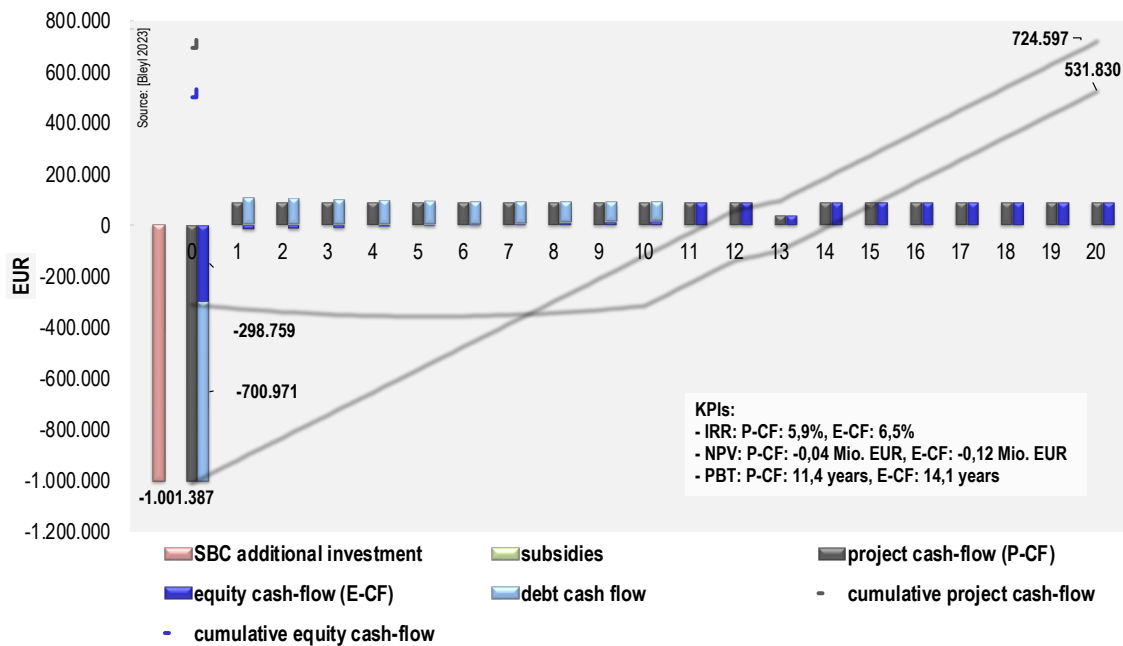 800.000
600.000
400.000
200.000
0
-200.000
-400.000
-600.000
-800.000
-1.000.000
-1.200.000
EUR
Source: [Bleyl 2023]
724.597
531.830
0 1 2 3 4 5 6 7 8 9 10 11 12 13 14 15 16 17 18 19 20
-298.759
-700.971
-1.001.387
KPIs:
- IRR: P-CF: 5,9%, E-CF: 6,5%
- NPV: P-CF: -0,04 Mio. EUR, E-CF: -0,12 Mio. EUR
- PBT: P-CF: 11,4 years, E-CF: 14,1 years
SBC additional investment
subsidies
project cash-flow (P-CF)
equity cash-flow (E-CF)
debt cash flow
cumulative project cash-flow
cumulative equity cash-flow